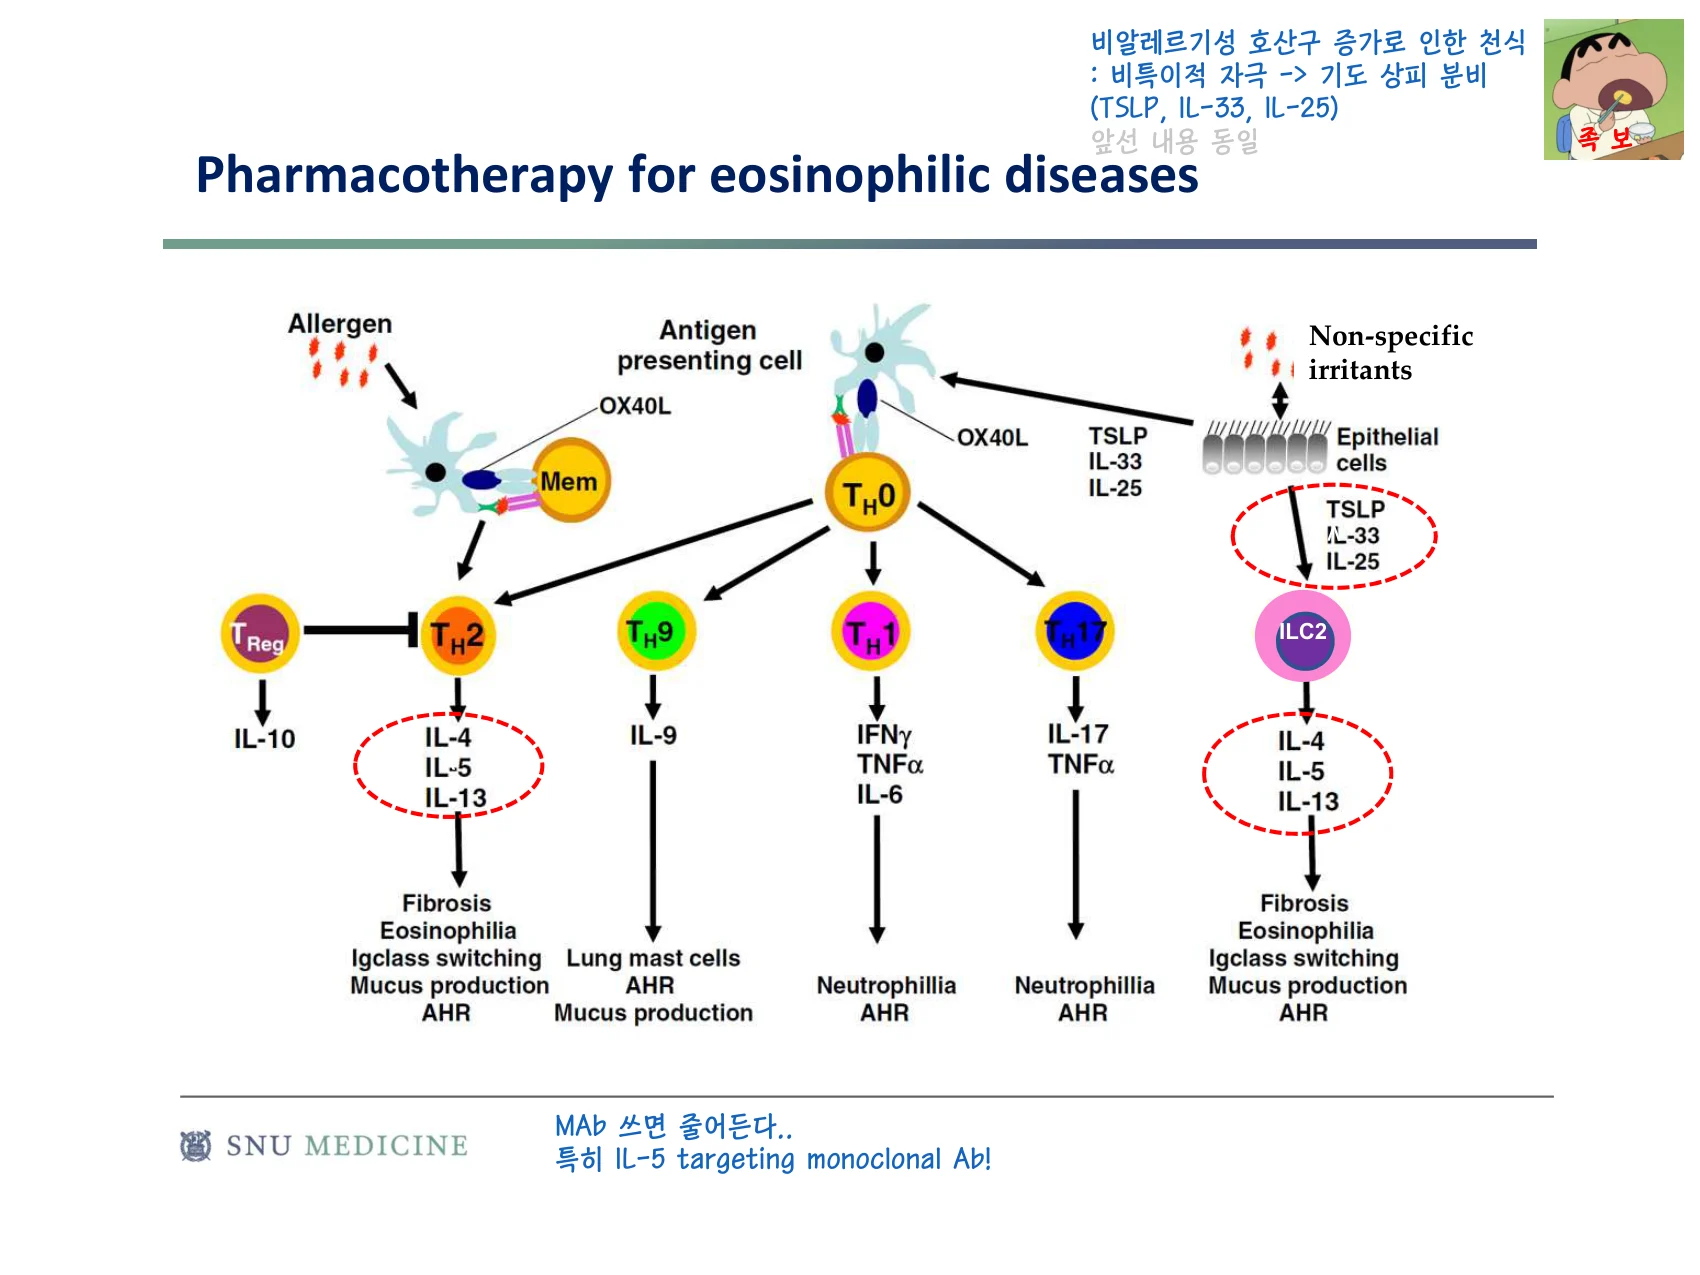 비알레르기성 호산구 증가로 인한 천식
: 비특이적 자극 -> 기도 상피 분비
(TSLP, IL-33, IL-25)
앞선 내용 동일
족보
Pharmacotherapy for eosinophilic diseases
Allergen
Antigen
presenting cell
Non-specific
irritants
OX40L
OX40L
TSLP
IL-33
IL-25
Epithelial
cells
Mem
TH0
TSLP
IL-33
IL-25
TReg
TH2
TH9
TH1
TH17
ILC2
IL-10
IL-4
IL-5
IL-13
IL-9
IFNγ
TNFα
IL-6
IL-17
TNFα
IL-4
IL-5
IL-13
Fibrosis
Eosinophilia
Igclass switching
Mucus production
AHR
Lung mast cells
AHR
Mucus production
Neutrophillia
AHR
Neutrophillia
AHR
Fibrosis
Eosinophilia
Igclass switching
Mucus production
AHR
SNU MEDICINE
MAb 쓰면 줄어든다..
특히 IL-5 targeting monoclonal Ab!